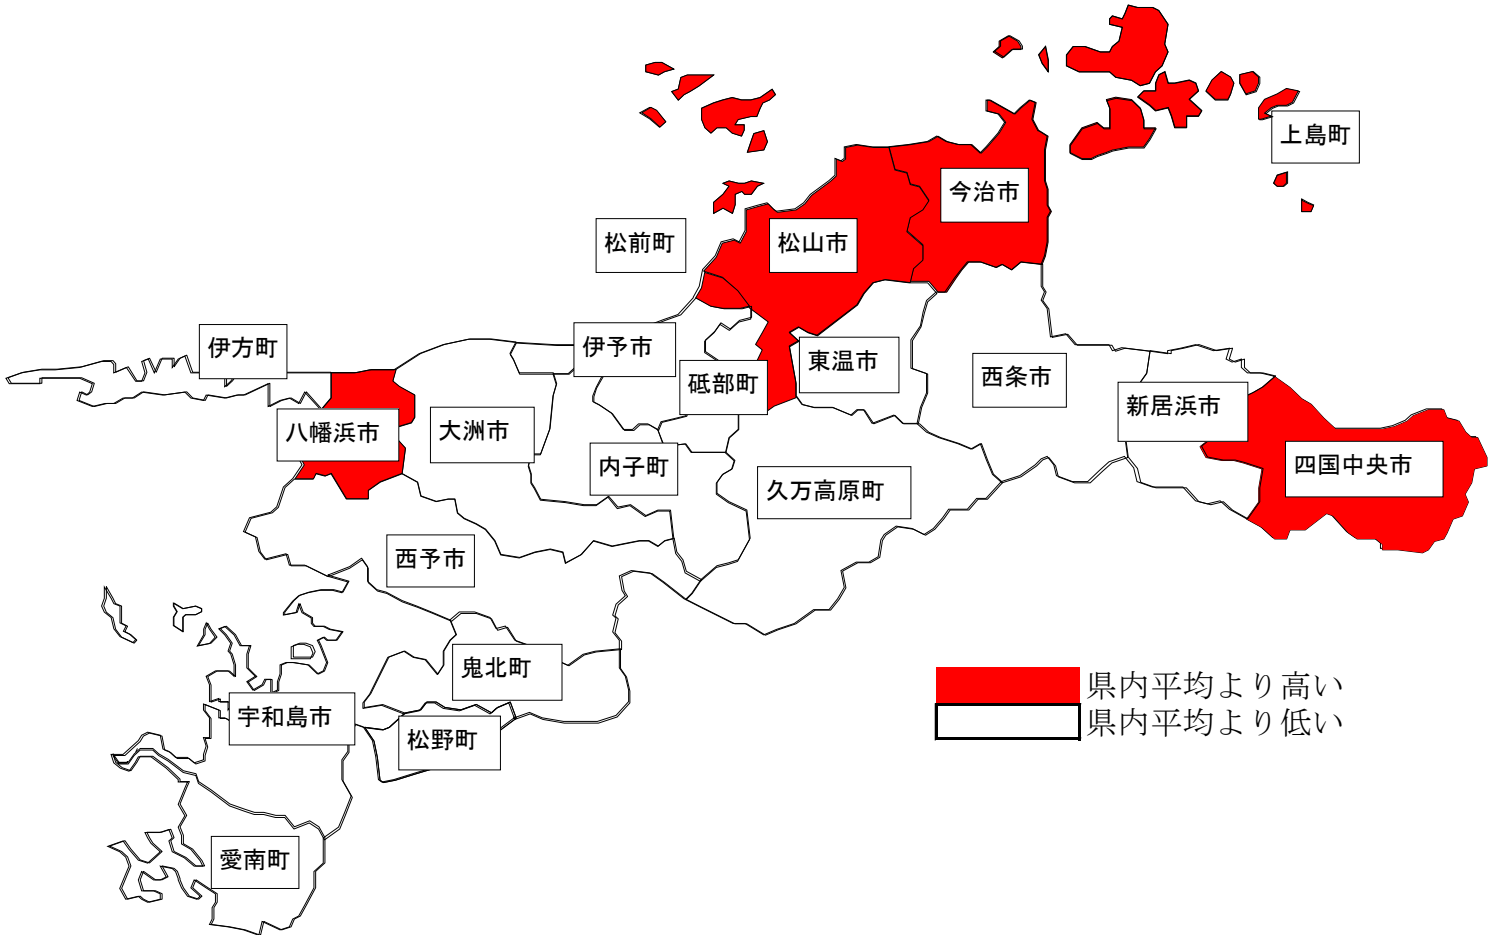 上島町
今治市
松前町
松山市
伊方町
伊予市
東温市
砥部町
西条市
新居浜市
八幡浜市
大洲市
内子町
四国中央市
久万高原町
西予市
鬼北町
県内平均より高い
県内平均より低い
宇和島市
松野町
愛南町